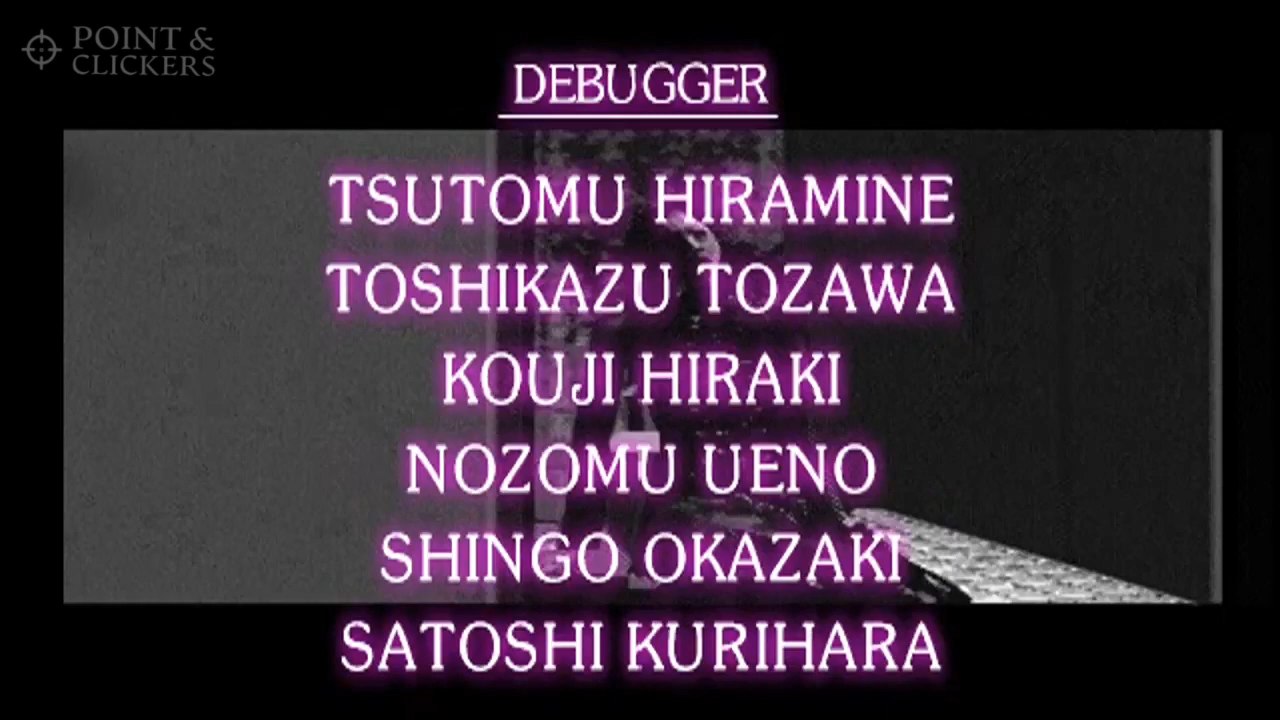 POINT &
CLICKERS
DEBUGGER
TSUTOMU HIRAMINE
TOSHIKAZU TOZAWA
KOUJI HIRAKI
NOZOMU UENO
SHINGO OKAZAKI
SATOSHI KURIHARA